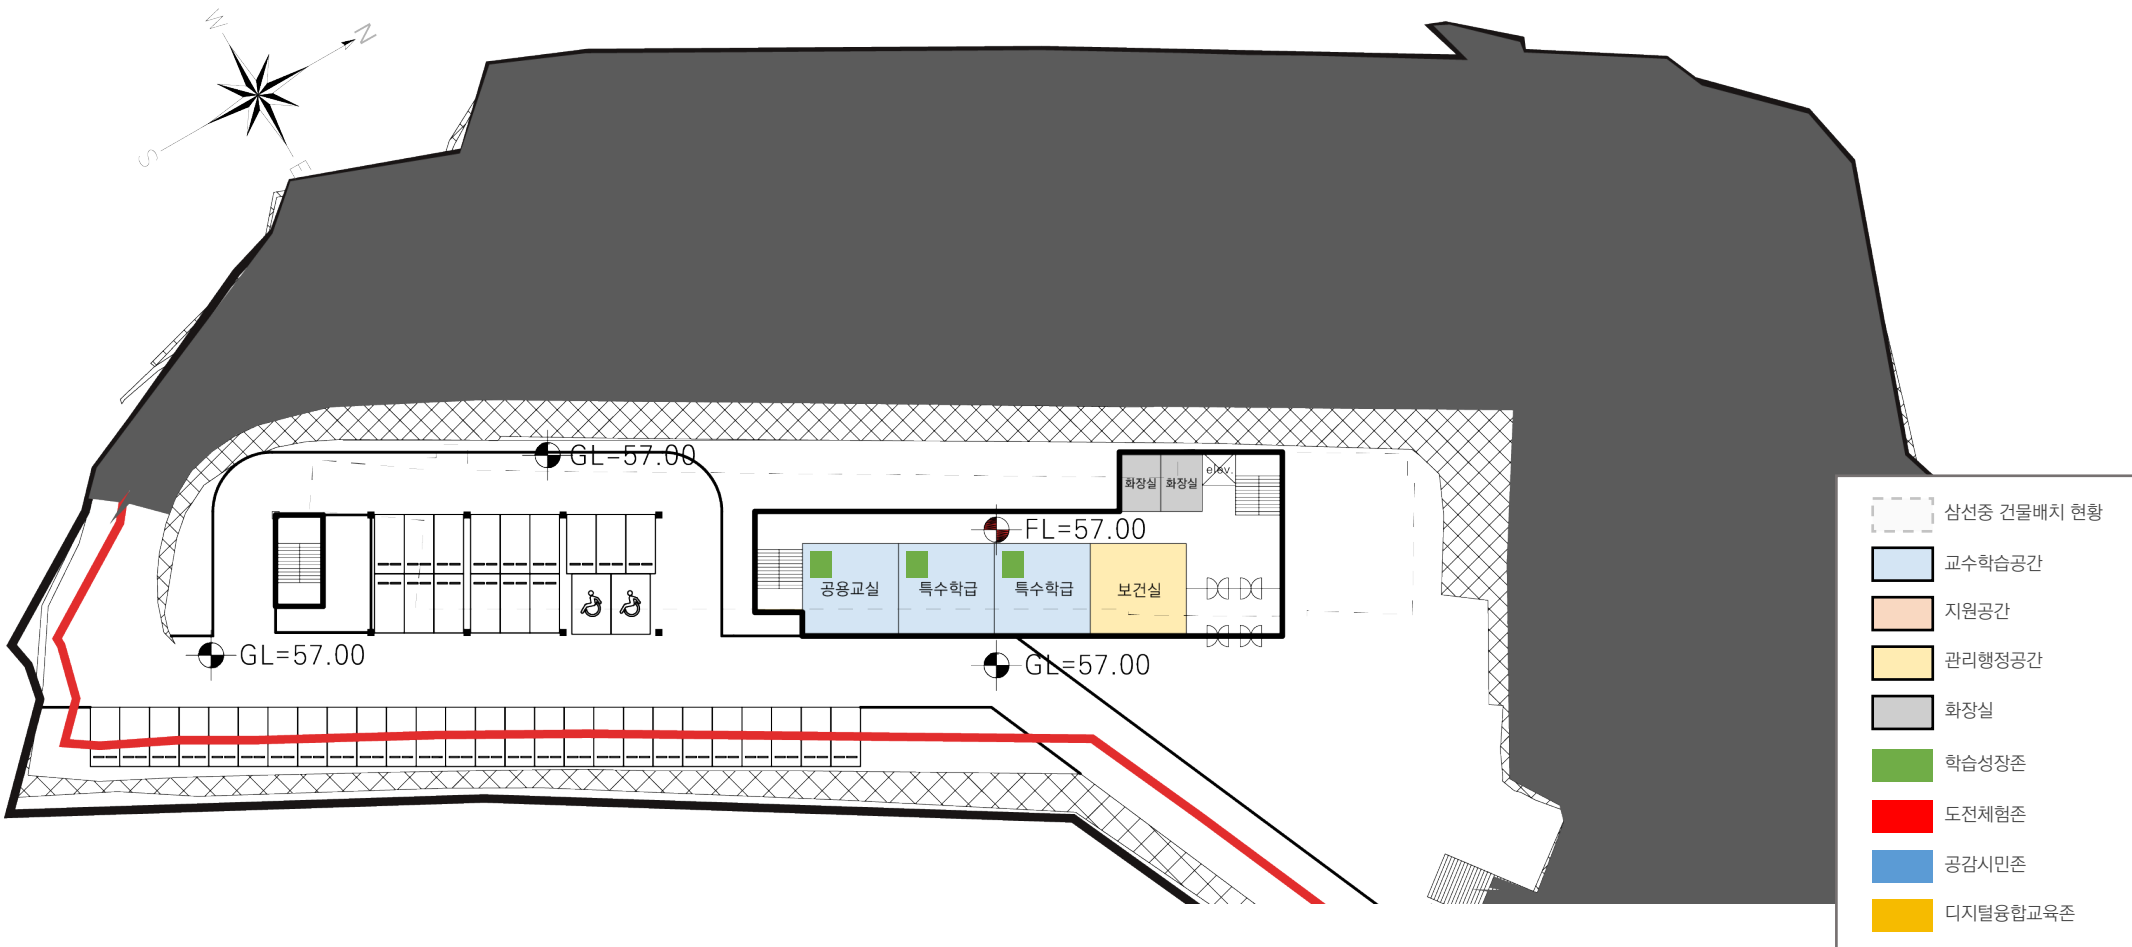 W
N
S
E
GL=57.00
화장실 화장실 elev.
FL=57.00
공용교실 특수학급 특수학급 보건실
GL=57.00
GL=57.00
삼선중 건물배치 현황
교수학습공간
지원공간
관리행정공간
화장실
학습성장존
도전체험존
공감시민존
디지털융합교육존